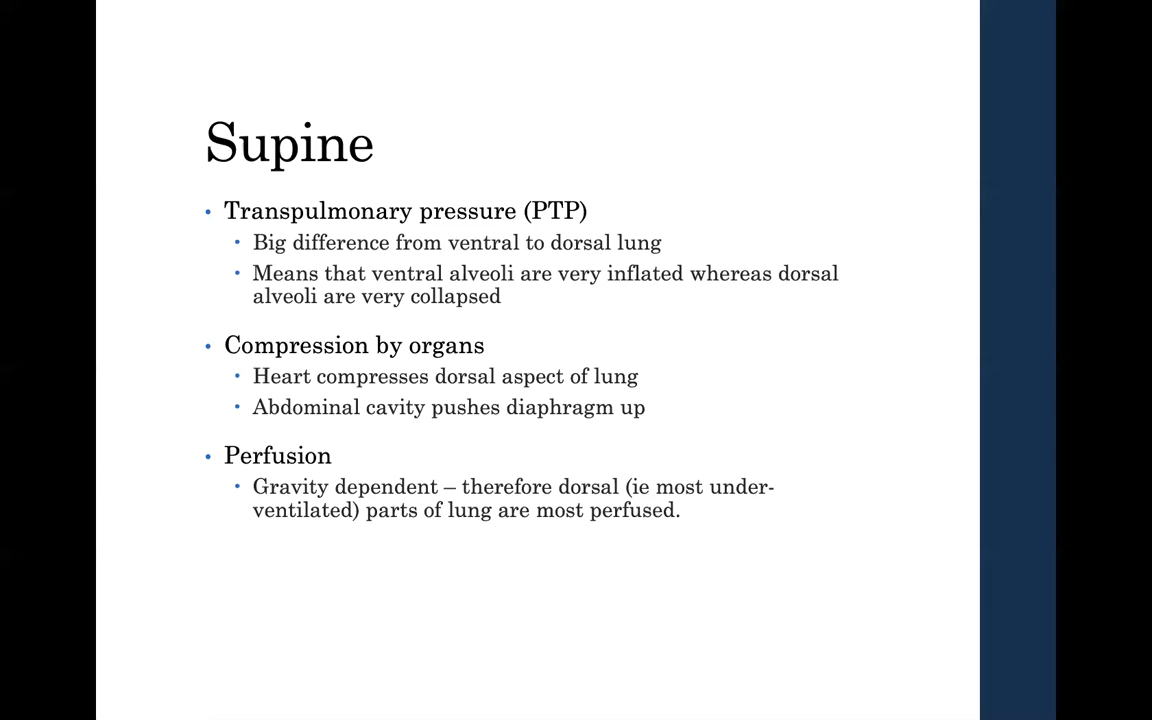 Supine
• Transpulmonary pressure (PTP)
• Big difference from ventral to dorsal lung
• Means that ventral alveoli are very inflated whereas dorsal
alveoli are very collapsed
• Compression by organs
• Heart compresses dorsal aspect of lung
• Abdominal cavity pushes diaphragm up
• Perfusion
• Gravity dependent – therefore dorsal (ie most under-
ventilated) parts of lung are most perfused.